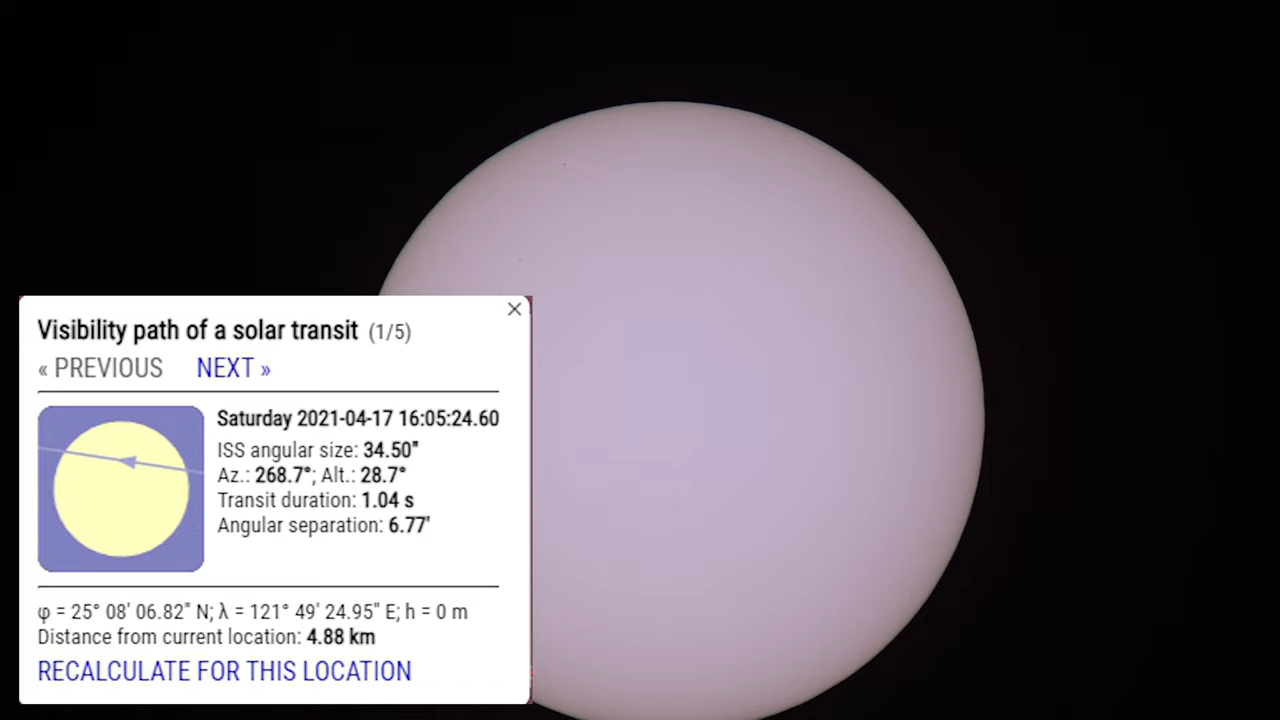 Visibility path of a solar transit (1/5)
« PREVIOUS NEXT »
Saturday 2021-04-17 16:05:24.60
ISS angular size: 34.50"
Az.: 268.7°; Alt.: 28.7°
Transit duration: 1.04 s
Angular separation: 6.77'
φ = 25° 08' 06.82" N; λ = 121° 49' 24.95" E; h = 0 m
Distance from current location: 4.88 km
RECALCULATE FOR THIS LOCATION